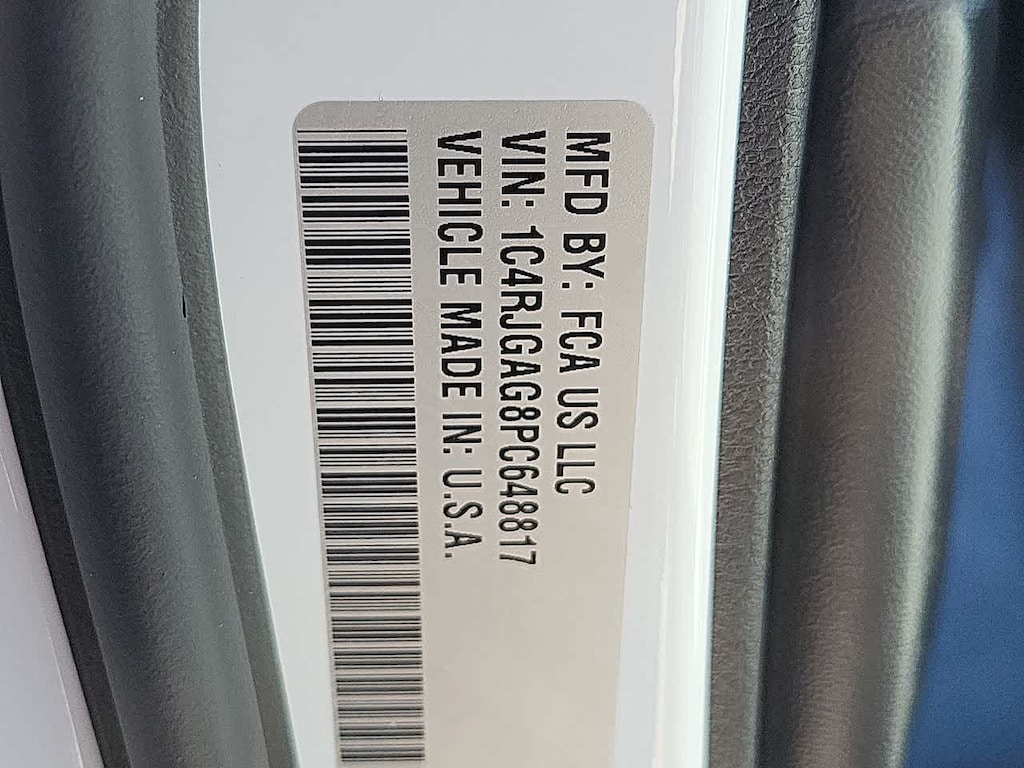 MFD BY: FCA US LLC
VIN: 1C4RJGAG8PC648817
VEHICLE MADE IN: U.S.A.